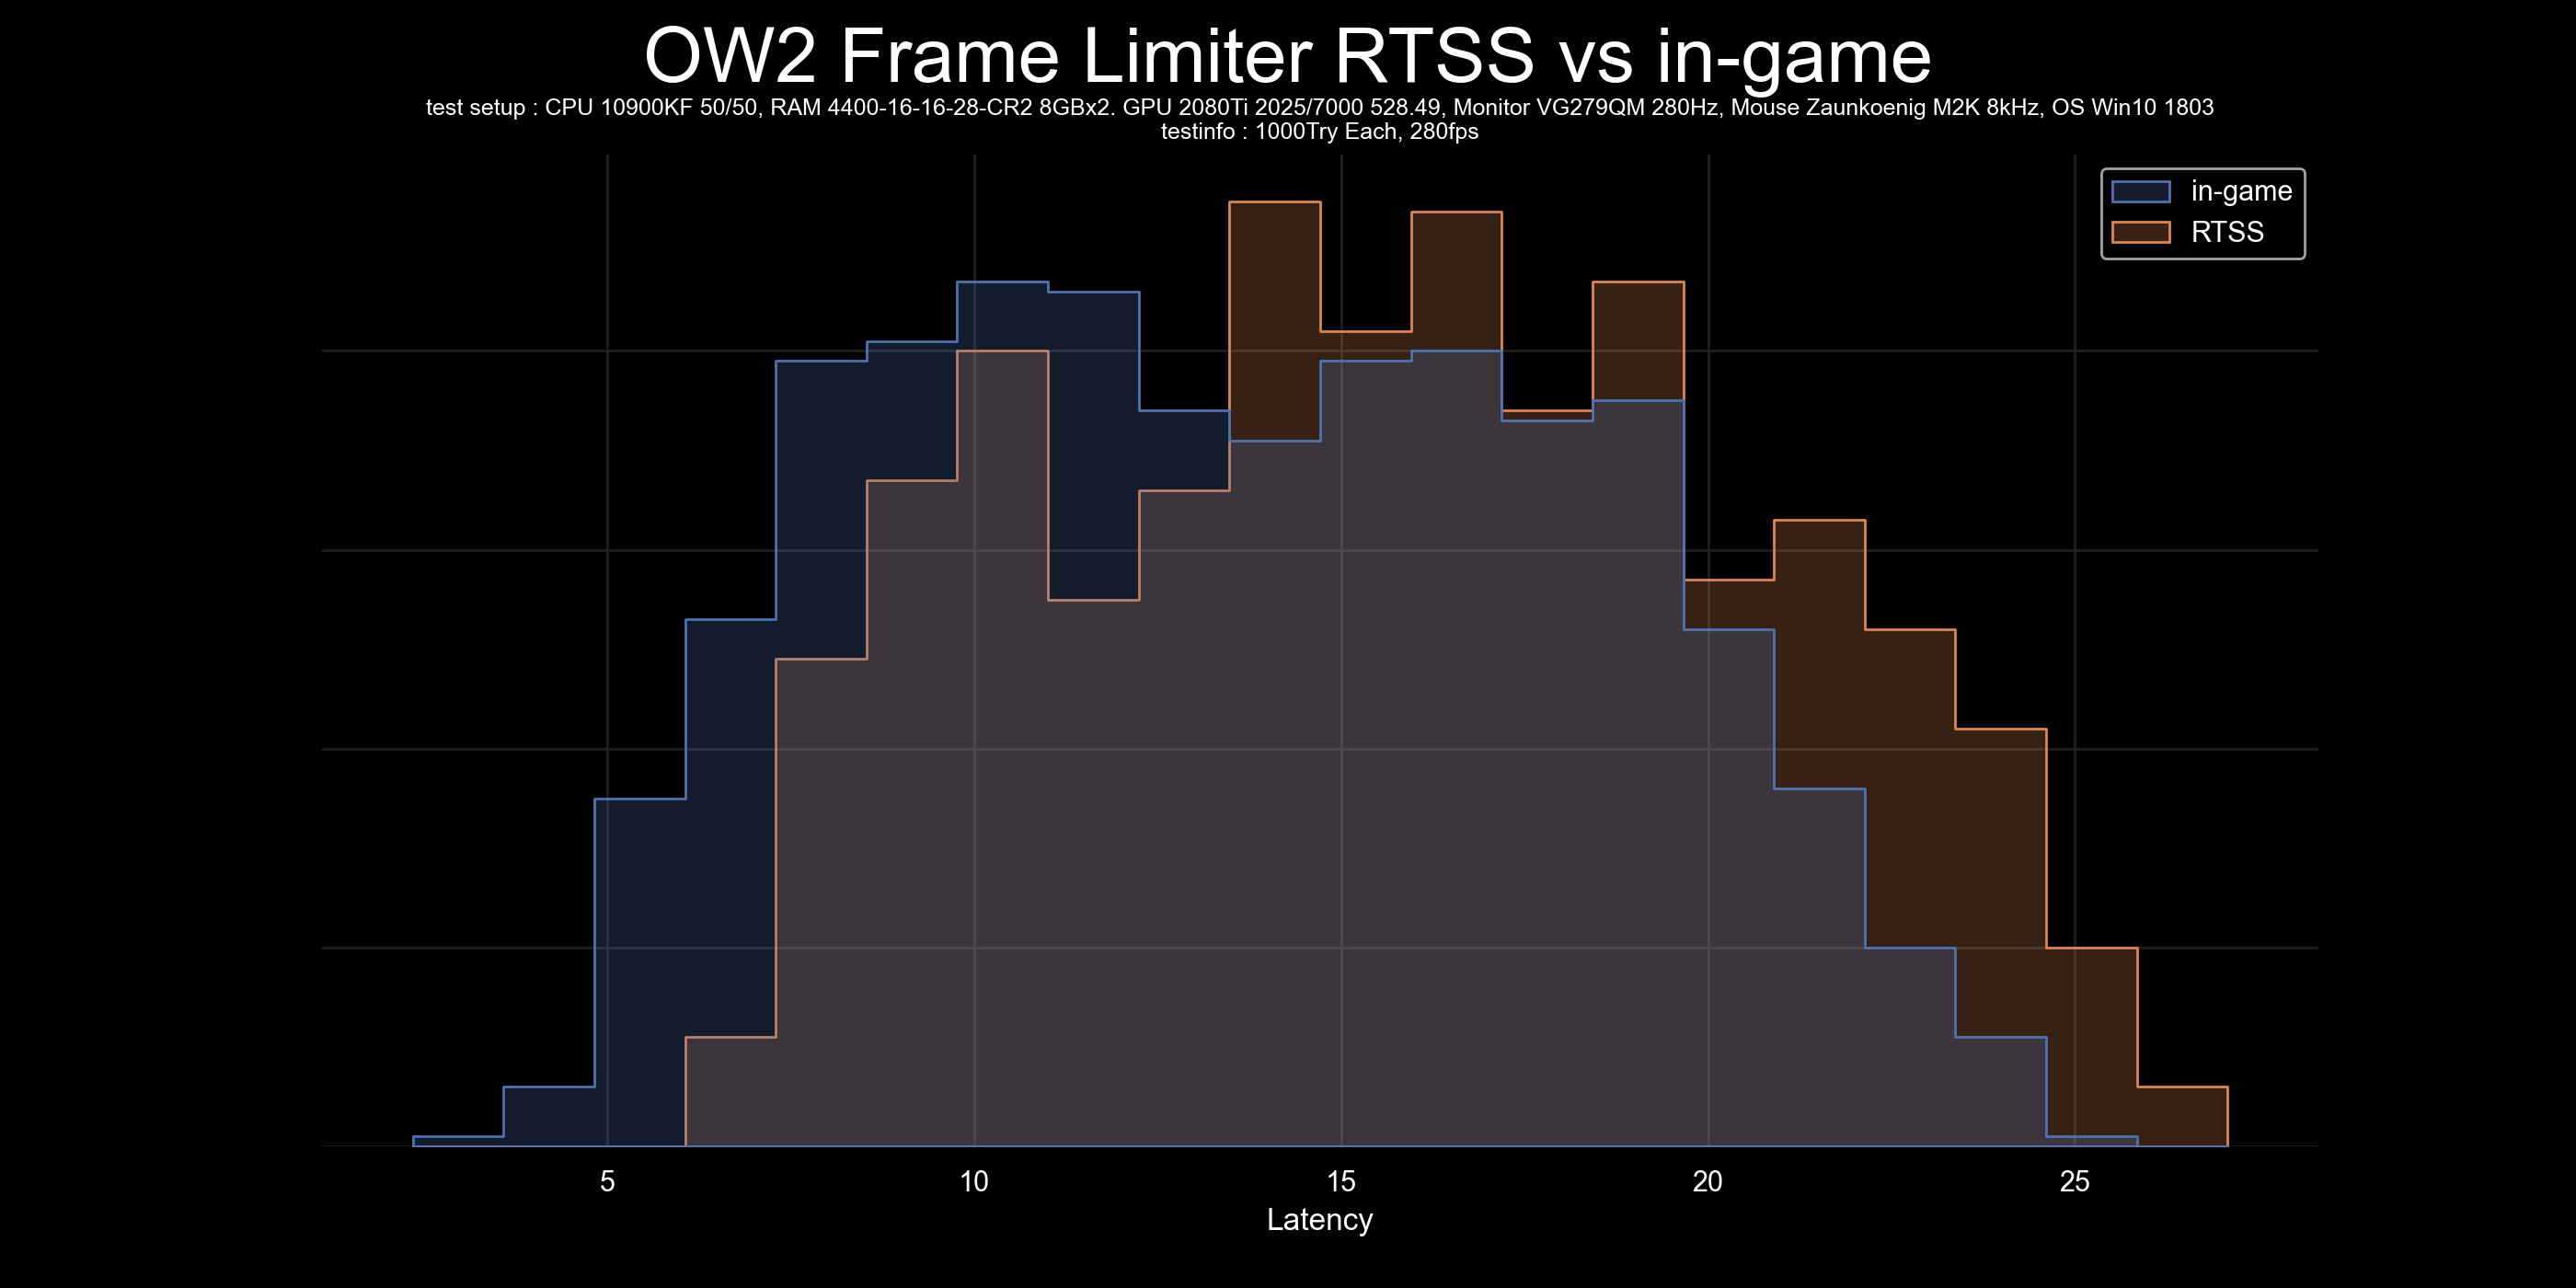 OW2 Frame Limiter RTSS vs in-game
test setup : CPU 10900KF 50/50, RAM 4400-16-16-28-CR2 8GBx2. GPU 2080Ti 2025/7000 528.49, Monitor VG279QM 280Hz, Mouse Zaunkoenig M2K 8kHz, OS Win10 1803
testinfo : 1000Try Each, 280fps
in-game
RTSS
5 10 15 20 25
Latency